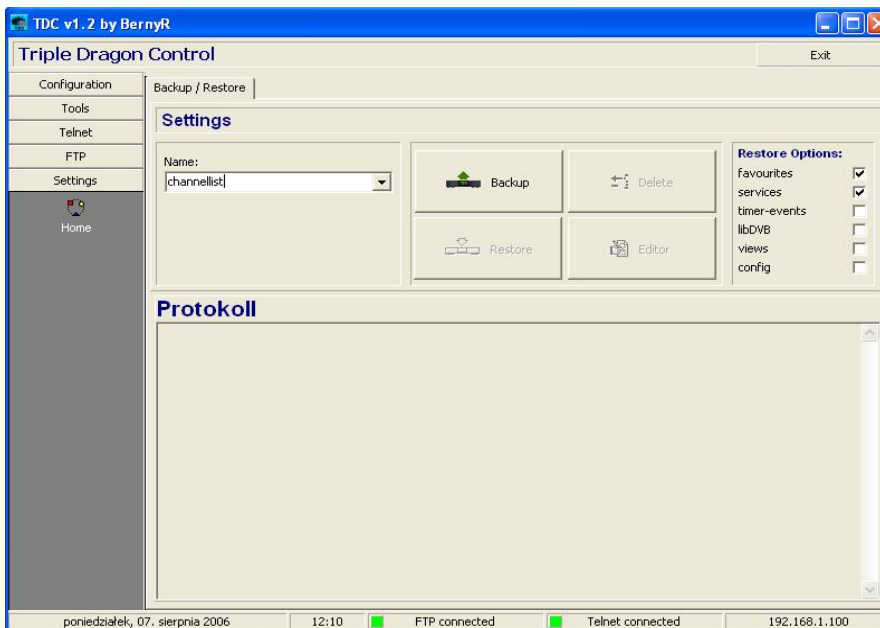 TDC v1.2 by BernyR
Triple Dragon Control
Exit
Configuration
Tools
Telnet
FTP
Settings
Home
Backup / Restore
Settings
Name:
channellist
Backup
Delete
Restore
Editor
Restore Options:
favourites
services
timer-events
libDVB
views
config
Protokoll
poniedziałek, 07. sierpnia 2006
12:10
FTP connected
Telnet connected
192.168.1.100